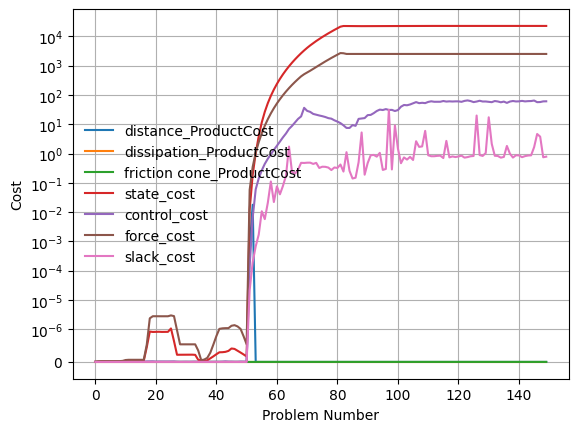 10⁴
10³
10²
10¹
10⁰
10⁻¹
10⁻²
10⁻³
10⁻⁴
10⁻⁵
10⁻⁶
0
Cost
distance_ProductCost
dissipation_ProductCost
friction cone_ProductCost
state_cost
control_cost
force_cost
slack_cost
0 20 40 60 80 100 120 140
Problem Number